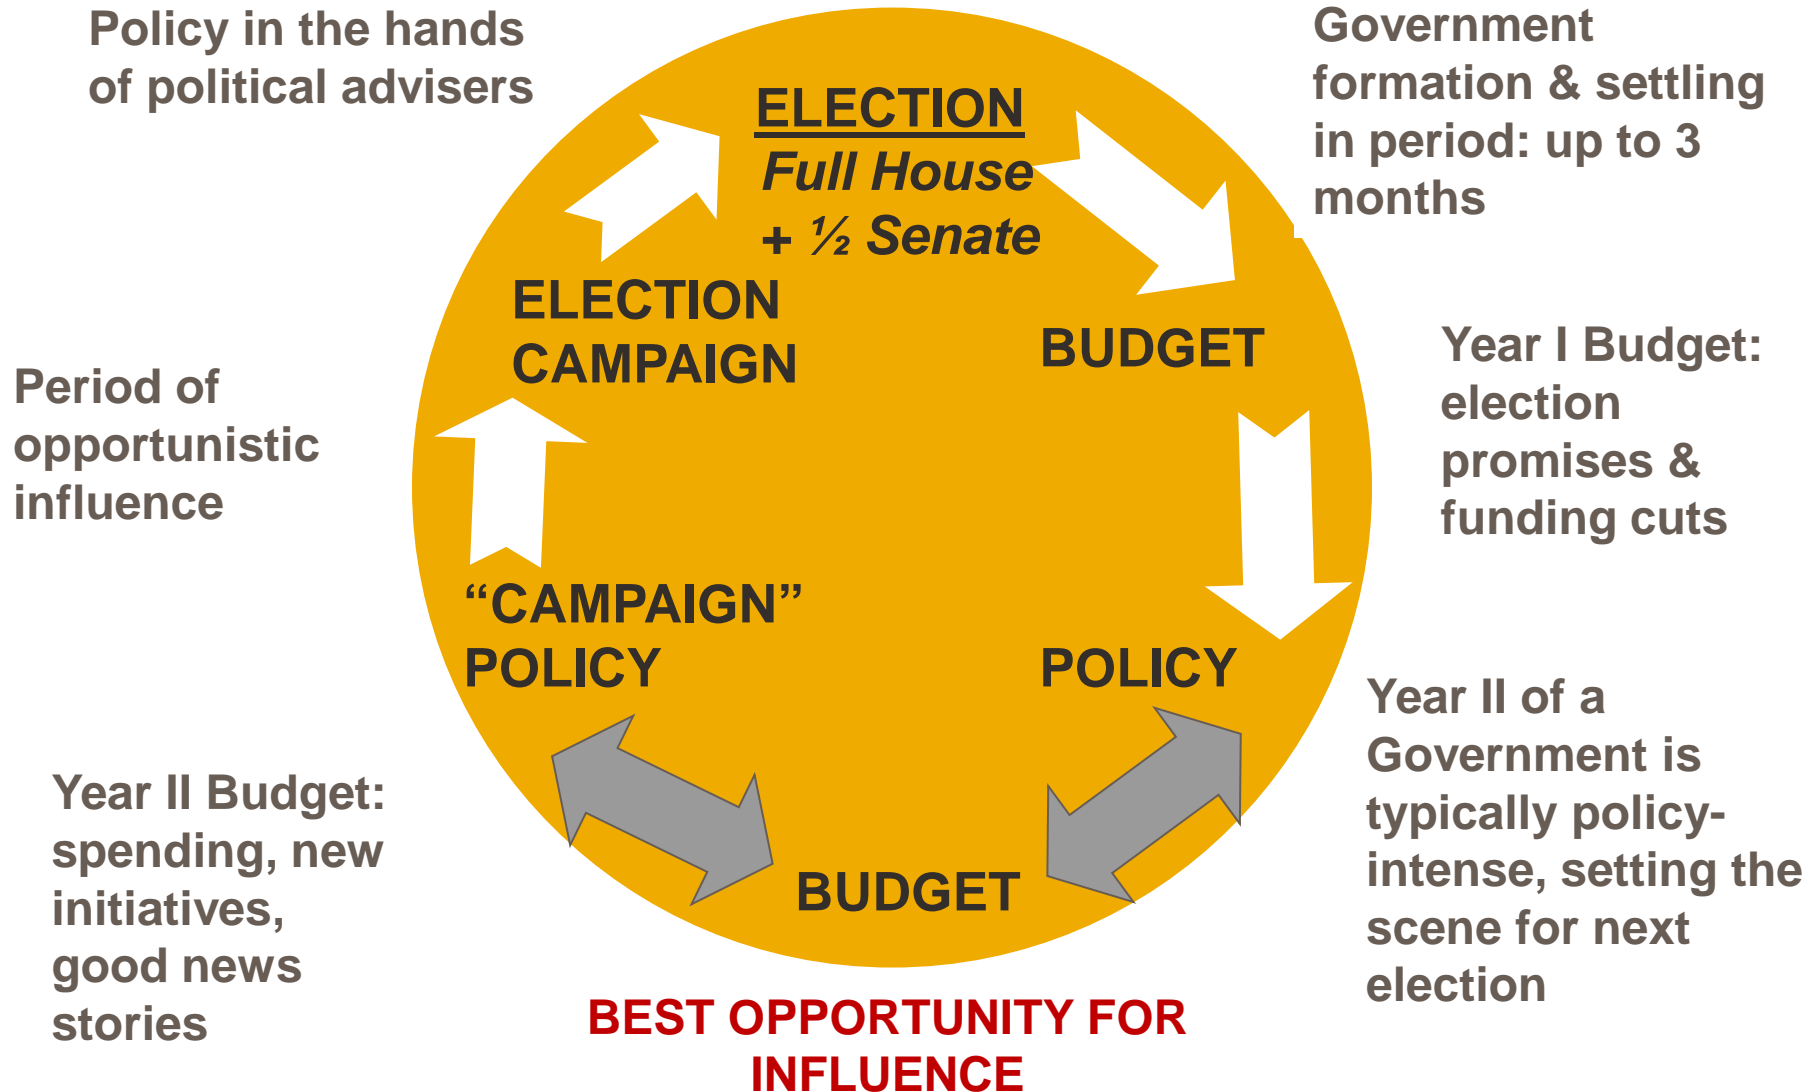 Policy in the hands
of political advisers
ELECTION
Full House
+ ½ Senate
Government
formation & settling
in period: up to 3
months
ELECTION
CAMPAIGN
BUDGET
Year I Budget:
election
promises &
funding cuts
Period of
opportunistic
influence
“CAMPAIGN”
POLICY
POLICY
Year II of a
Government is
typically policy-
intense, setting the
scene for next
election
Year II Budget:
spending, new
initiatives,
good news
stories
BUDGET
BEST OPPORTUNITY FOR
INFLUENCE